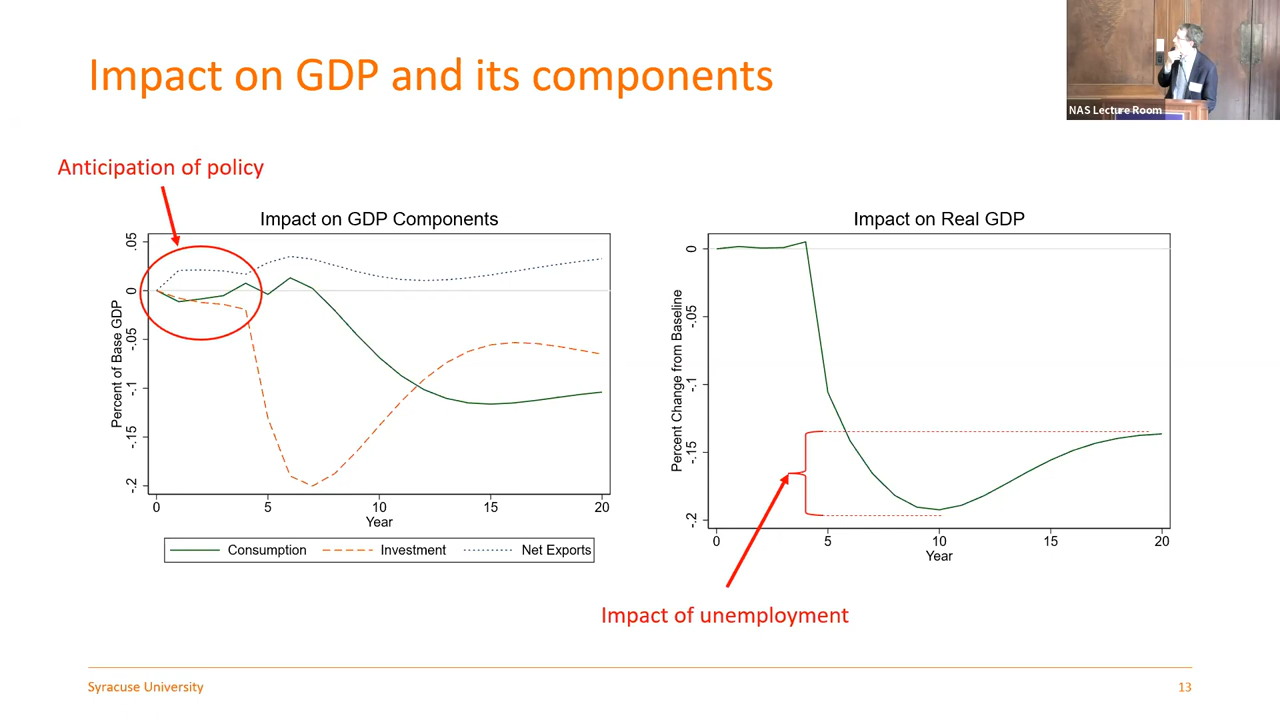 Impact on GDP and its components
NAS Lecture Room
Anticipation of policy
Impact on GDP Components
Percent of Base GDP
.05
0
-.05
-.1
-.15
-.2
0 5 10 15 20
Year
Consumption Investment Net Exports
Impact on Real GDP
Percent Change from Baseline
0
-.05
-.1
-.15
-.2
0 5 10 15 20
Year
Impact of unemployment
Syracuse University
13